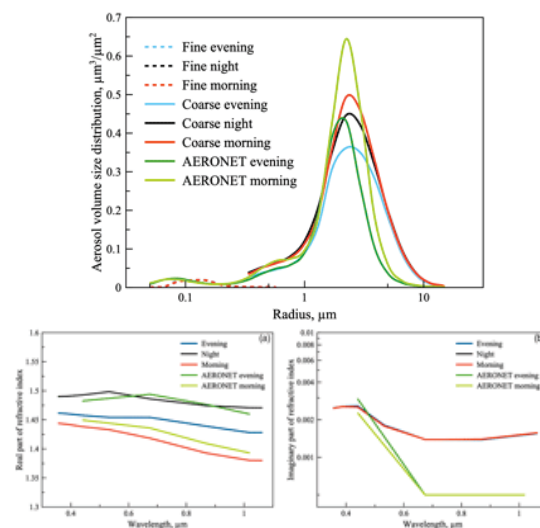 0.7
0.6
0.5
0.4
0.3
0.2
0.1
0
Aerosol volume size distribution, µm³/µm²
Fine evening
Fine night
Fine morning
Coarse evening
Coarse night
Coarse morning
AERONET evening
AERONET morning
0.1 1 10
Radius, µm
(a)
1.6
1.55
1.5
1.45
1.4
1.35
1.3
Real part of refractive index
Evening
Night
Morning
AERONET evening
AERONET morning
0.4 0.6 0.8 1
Wavelength, µm
0.01
0.008
0.006
0.004
0.002
0.001
Imaginary part of refractive index
Evening
Night
Morning
AERONET evening
AERONET morning
0.4 0.6 0.8 1
Wavelength, µm